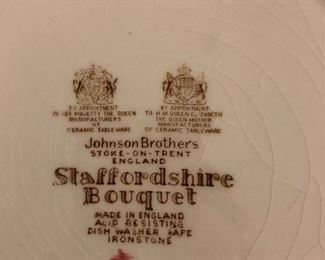 BY APPOINTMENT
TO HER MAJESTY THE QUEEN
MANUFACTURERS
OF
CERAMIC TABLEWARE
BY APPOINTMENT
TO H.M. QUEEN ELIZABETH
THE QUEEN MOTHER
MANUFACTURERS
OF CERAMIC TABLEWARE
Johnson Brothers
STOKE-ON-TRENT
ENGLAND
Staffordshire
Bouquet
MADE IN ENGLAND
ACID RESISTING
DISH WASHER SAFE
IRONSTONE